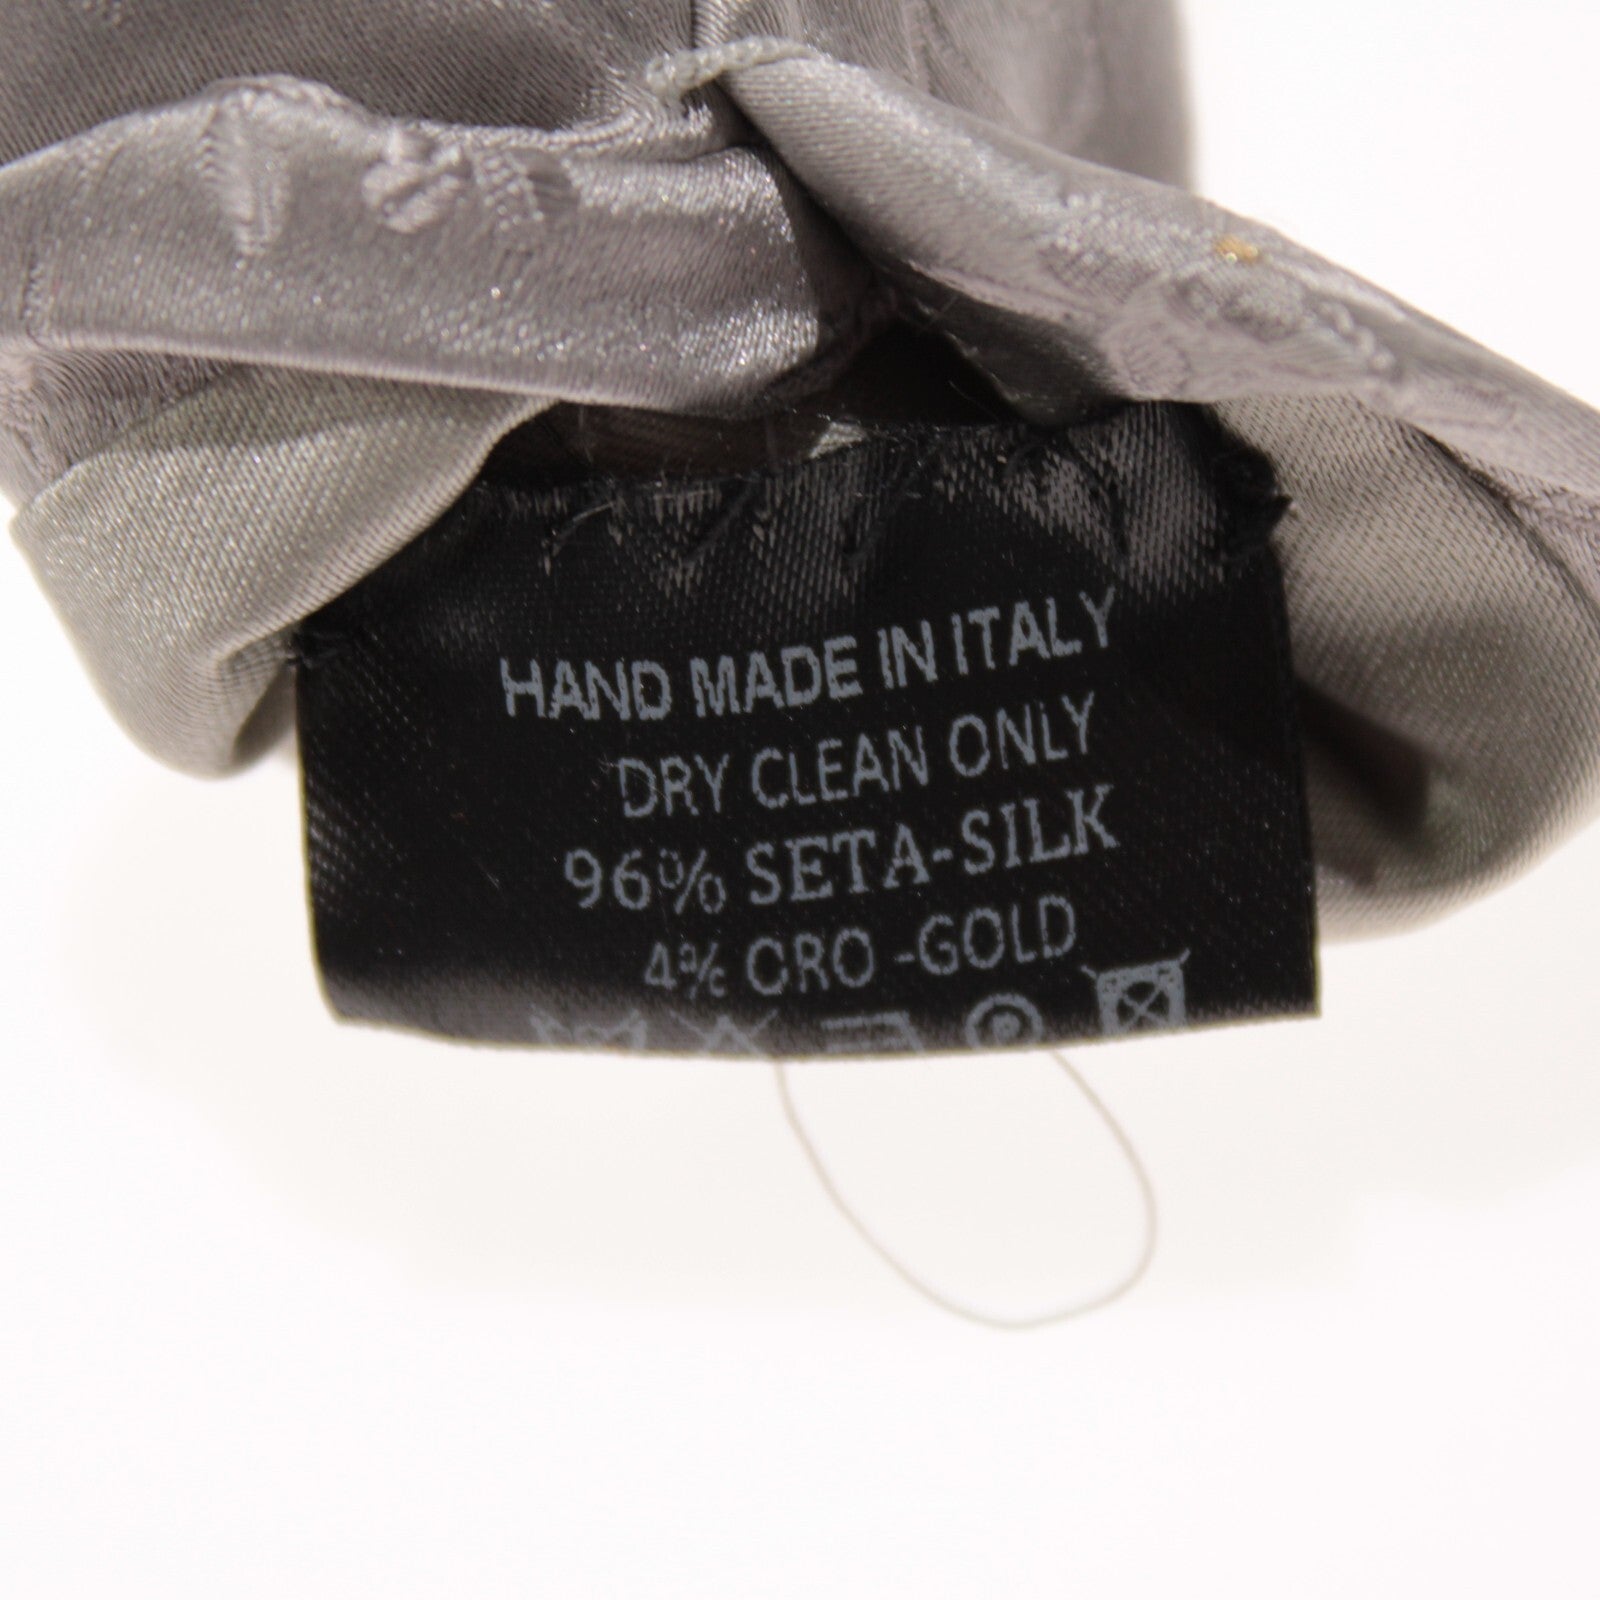 HAND MADE IN ITALY
DRY CLEAN ONLY
96% SETA-SILK
4% ORO -GOLD